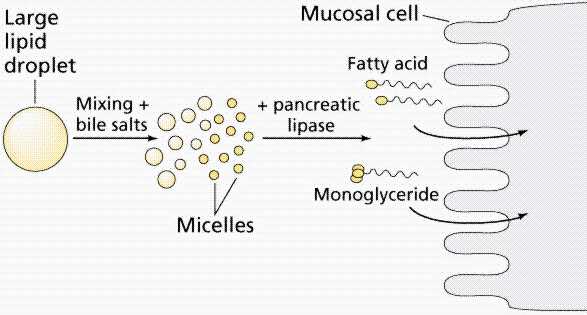 Large
lipid
droplet
Mixing +
bile salts
Micelles
+ pancreatic
lipase
Mucosal cell
Fatty acid
Monoglyceride